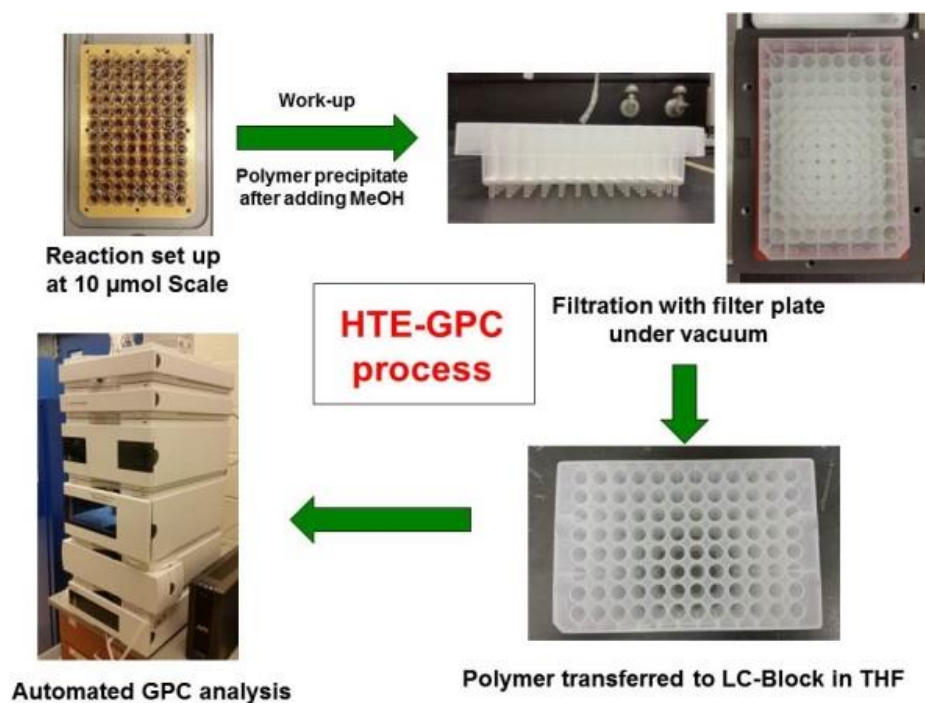 Work-up
Polymer precipitate
after adding MeOH
Reaction set up
at 10 µmol Scale
HTE-GPC
process
Filtration with filter plate
under vacuum
Automated GPC analysis
Polymer transferred to LC-Block in THF